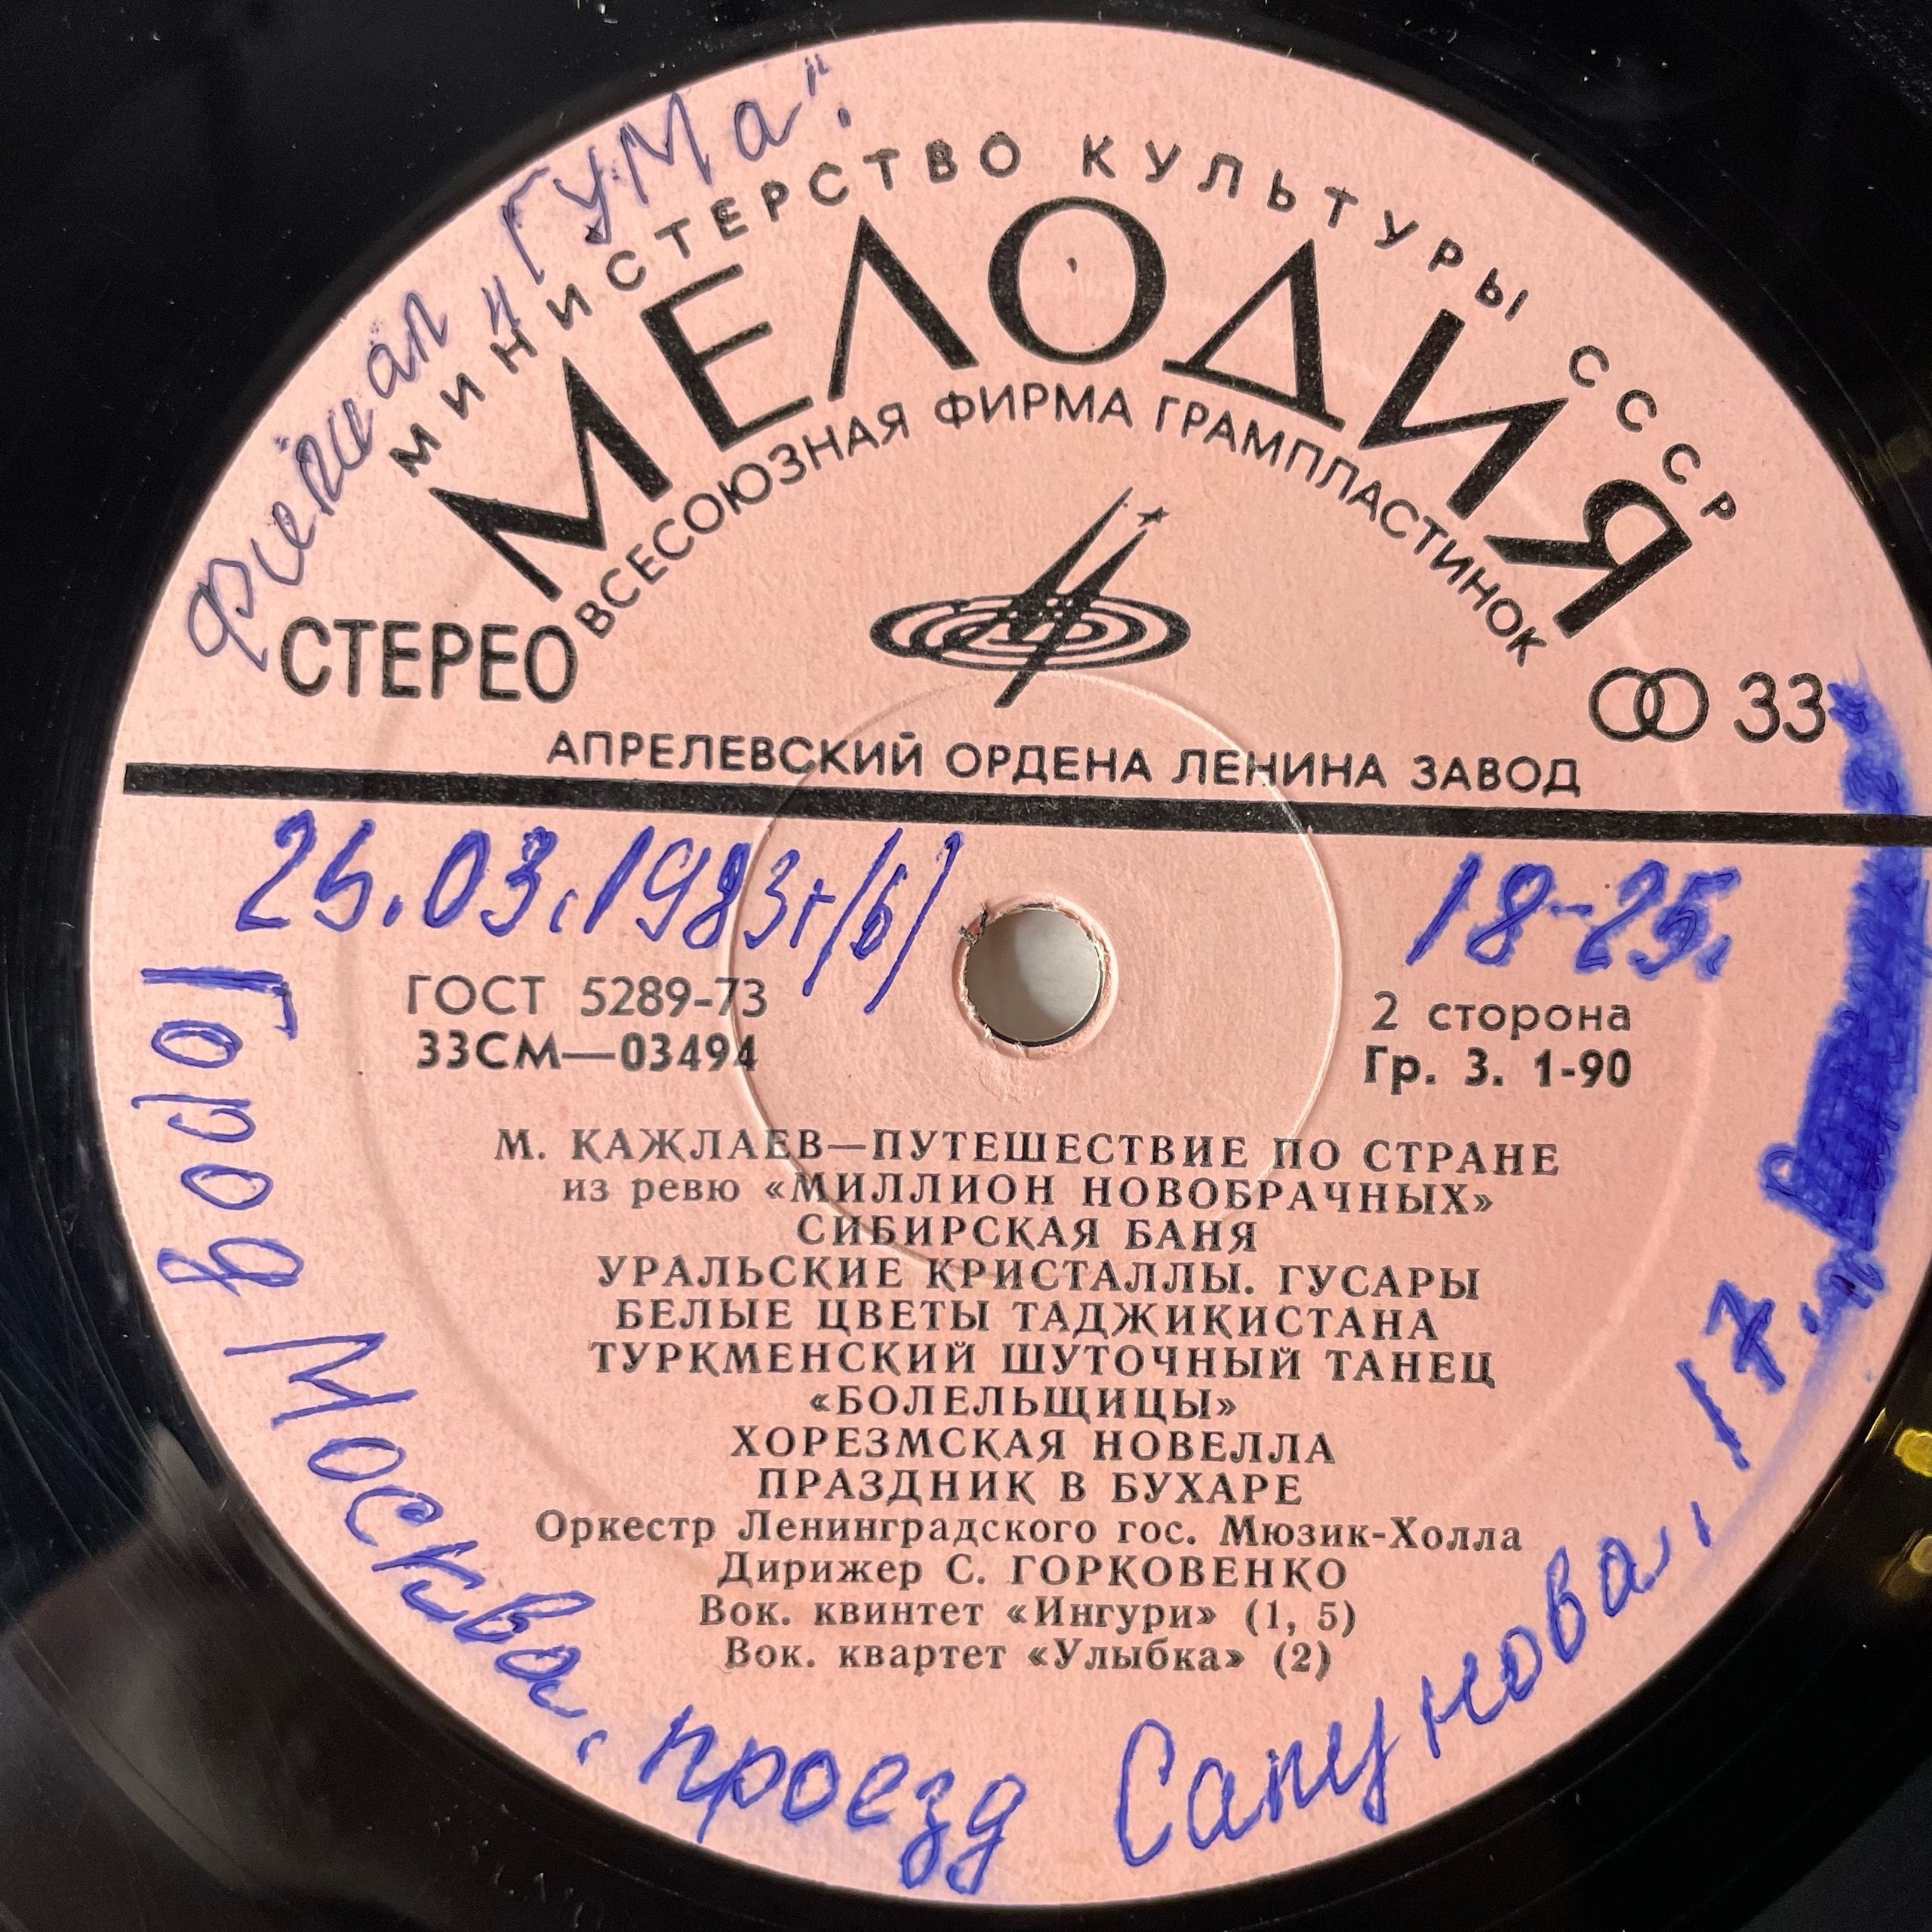 Филиал „ГУМа".
МИНИСТЕРСТВО КУЛЬТУРЫ СССР
МЕЛОДИЯ
ВСЕСОЮЗНАЯ ФИРМА ГРАМПЛАСТИНОК
СТЕРЕО
33
АПРЕЛЕВСКИЙ ОРДЕНА ЛЕНИНА ЗАВОД
25.03.1983г/б/
18-25.
ГОСТ 5289-73
33СМ—03494
2 сторона
Гр. 3. 1-90
М. КАЖЛАЕВ—ПУТЕШЕСТВИЕ ПО СТРАНЕ
из ревю «МИЛЛИОН НОВОБРАЧНЫХ»
СИБИРСКАЯ БАНЯ
УРАЛЬСКИЕ КРИСТАЛЛЫ. ГУСАРЫ
БЕЛЫЕ ЦВЕТЫ ТАДЖИКИСТАНА
ТУРКМЕНСКИЙ ШУТОЧНЫЙ ТАНЕЦ
«БОЛЕЛЬЩИЦЫ»
ХОРЕЗМСКАЯ НОВЕЛЛА
ПРАЗДНИК В БУХАРЕ
Оркестр Ленинградского гос. Мюзик-Холла
Дирижер С. ГОРКОВЕНКО
Вок. квинтет «Ингури» (1, 5)
Вок. квартет «Улыбка» (2)
Город Москва, проезд Сапунова, 17.